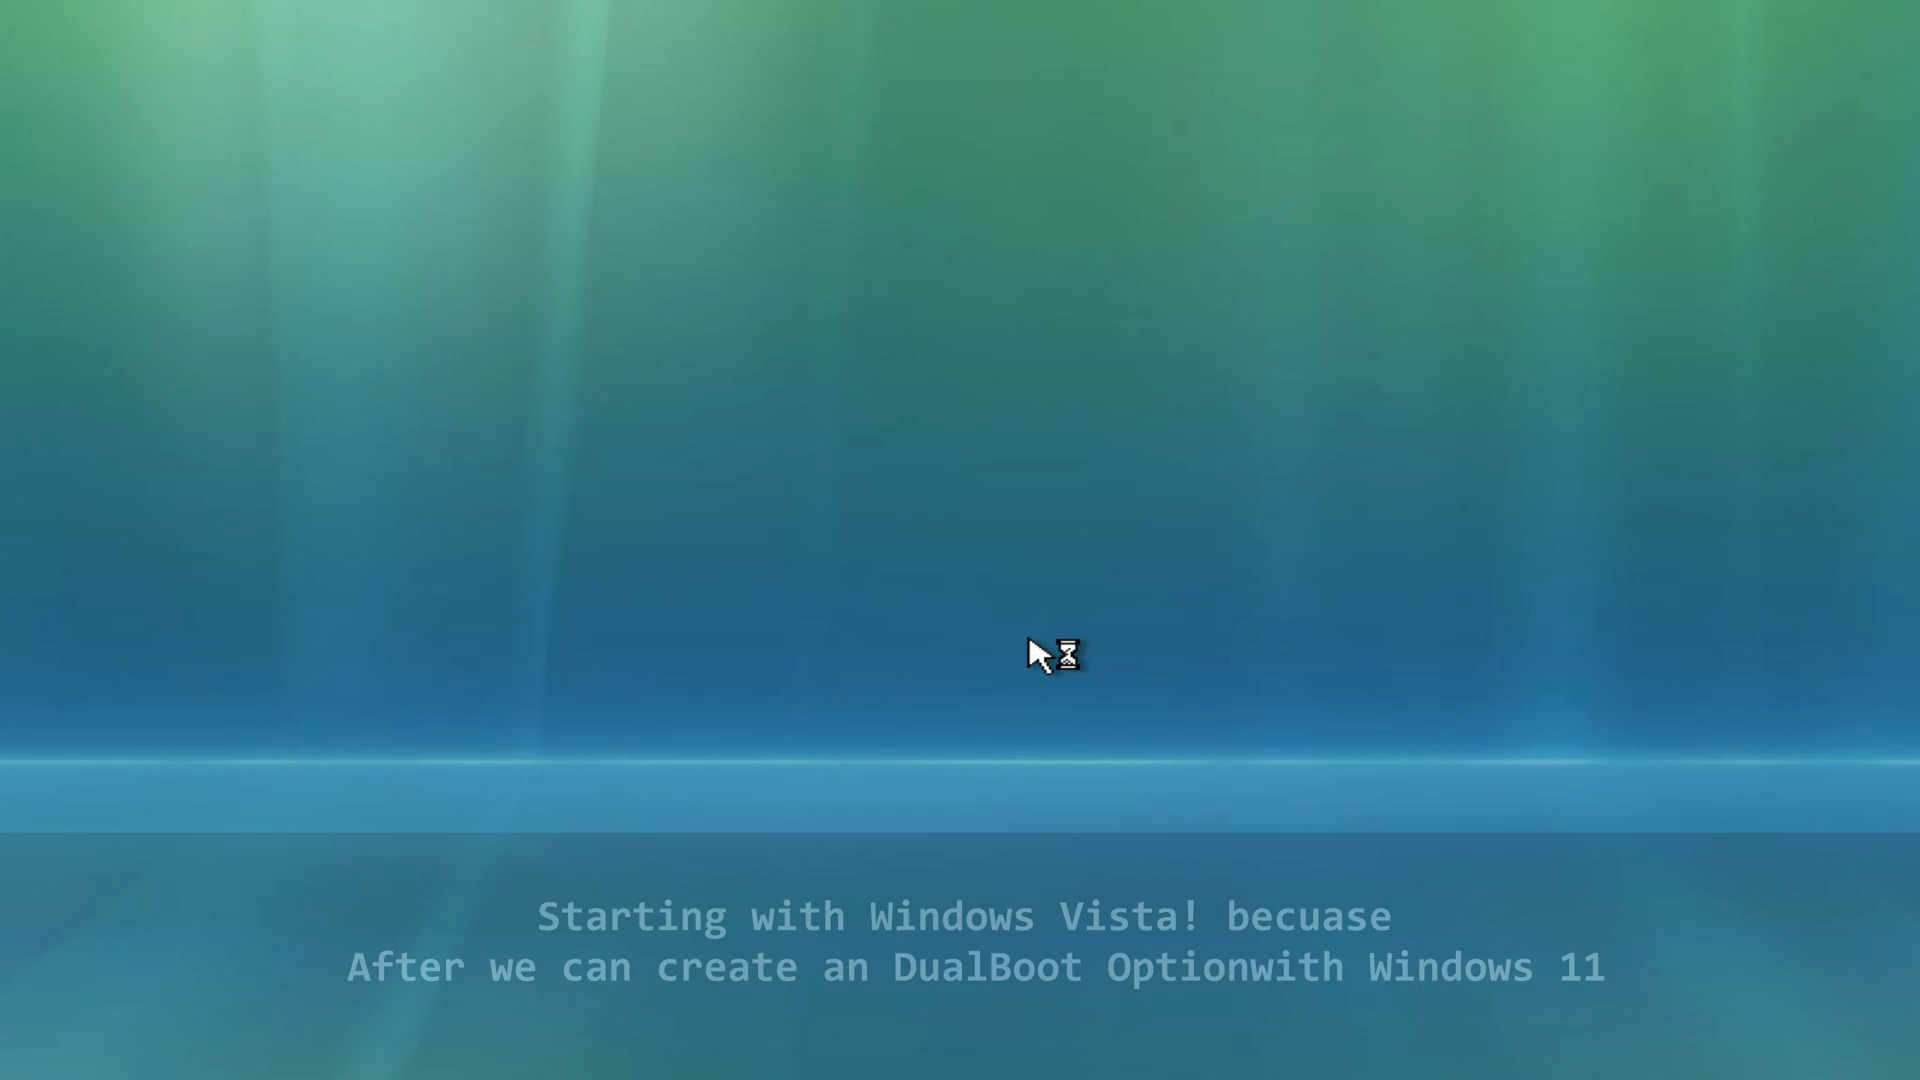 Starting with Windows Vista! becuase
After we can create an DualBoot Optionwith Windows 11